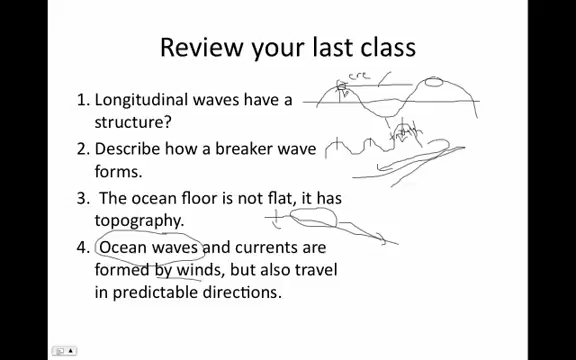 Review your last class
1. Longitudinal waves have a
structure?
2. Describe how a breaker wave
forms.
3. The ocean floor is not flat, it has
topography.
4. Ocean waves and currents are
formed by winds, but also travel
in predictable directions.